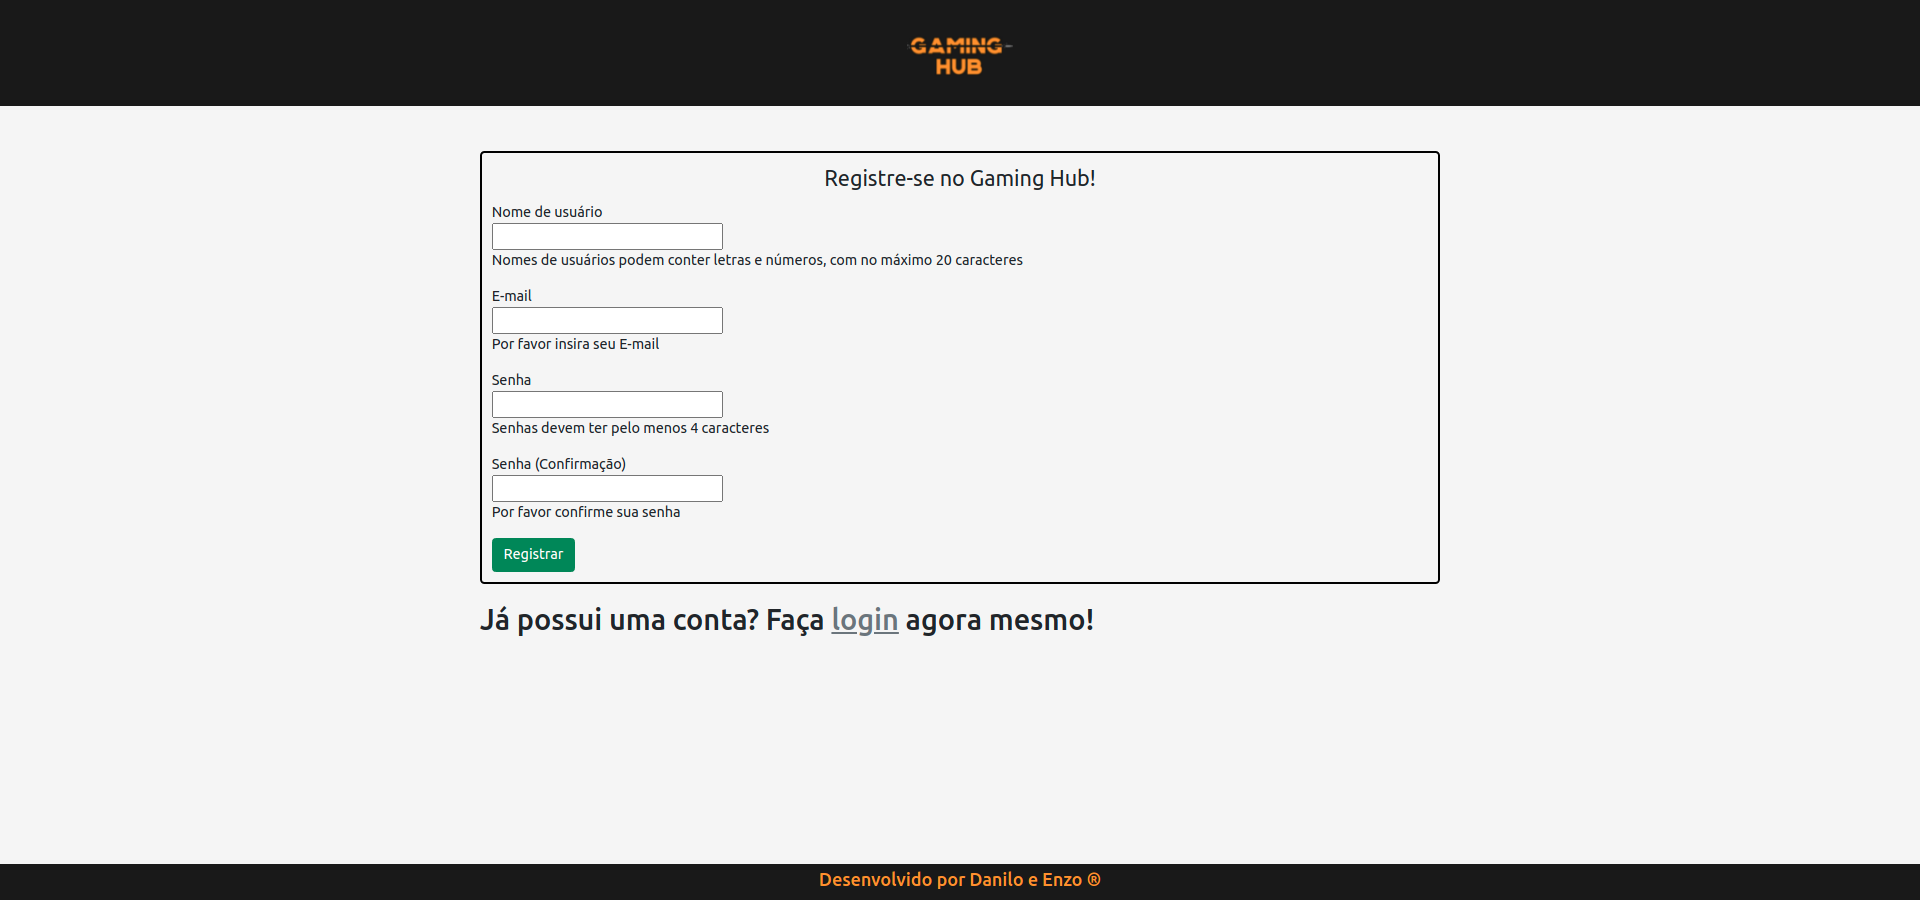 GAMING
HUB
Registre-se no Gaming Hub!
Nome de usuário
Nomes de usuários podem conter letras e números, com no máximo 20 caracteres
E-mail
Por favor insira seu E-mail
Senha
Senhas devem ter pelo menos 4 caracteres
Senha (Confirmação)
Por favor confirme sua senha
Registrar
Já possui uma conta? Faça login agora mesmo!
Desenvolvido por Danilo e Enzo ®